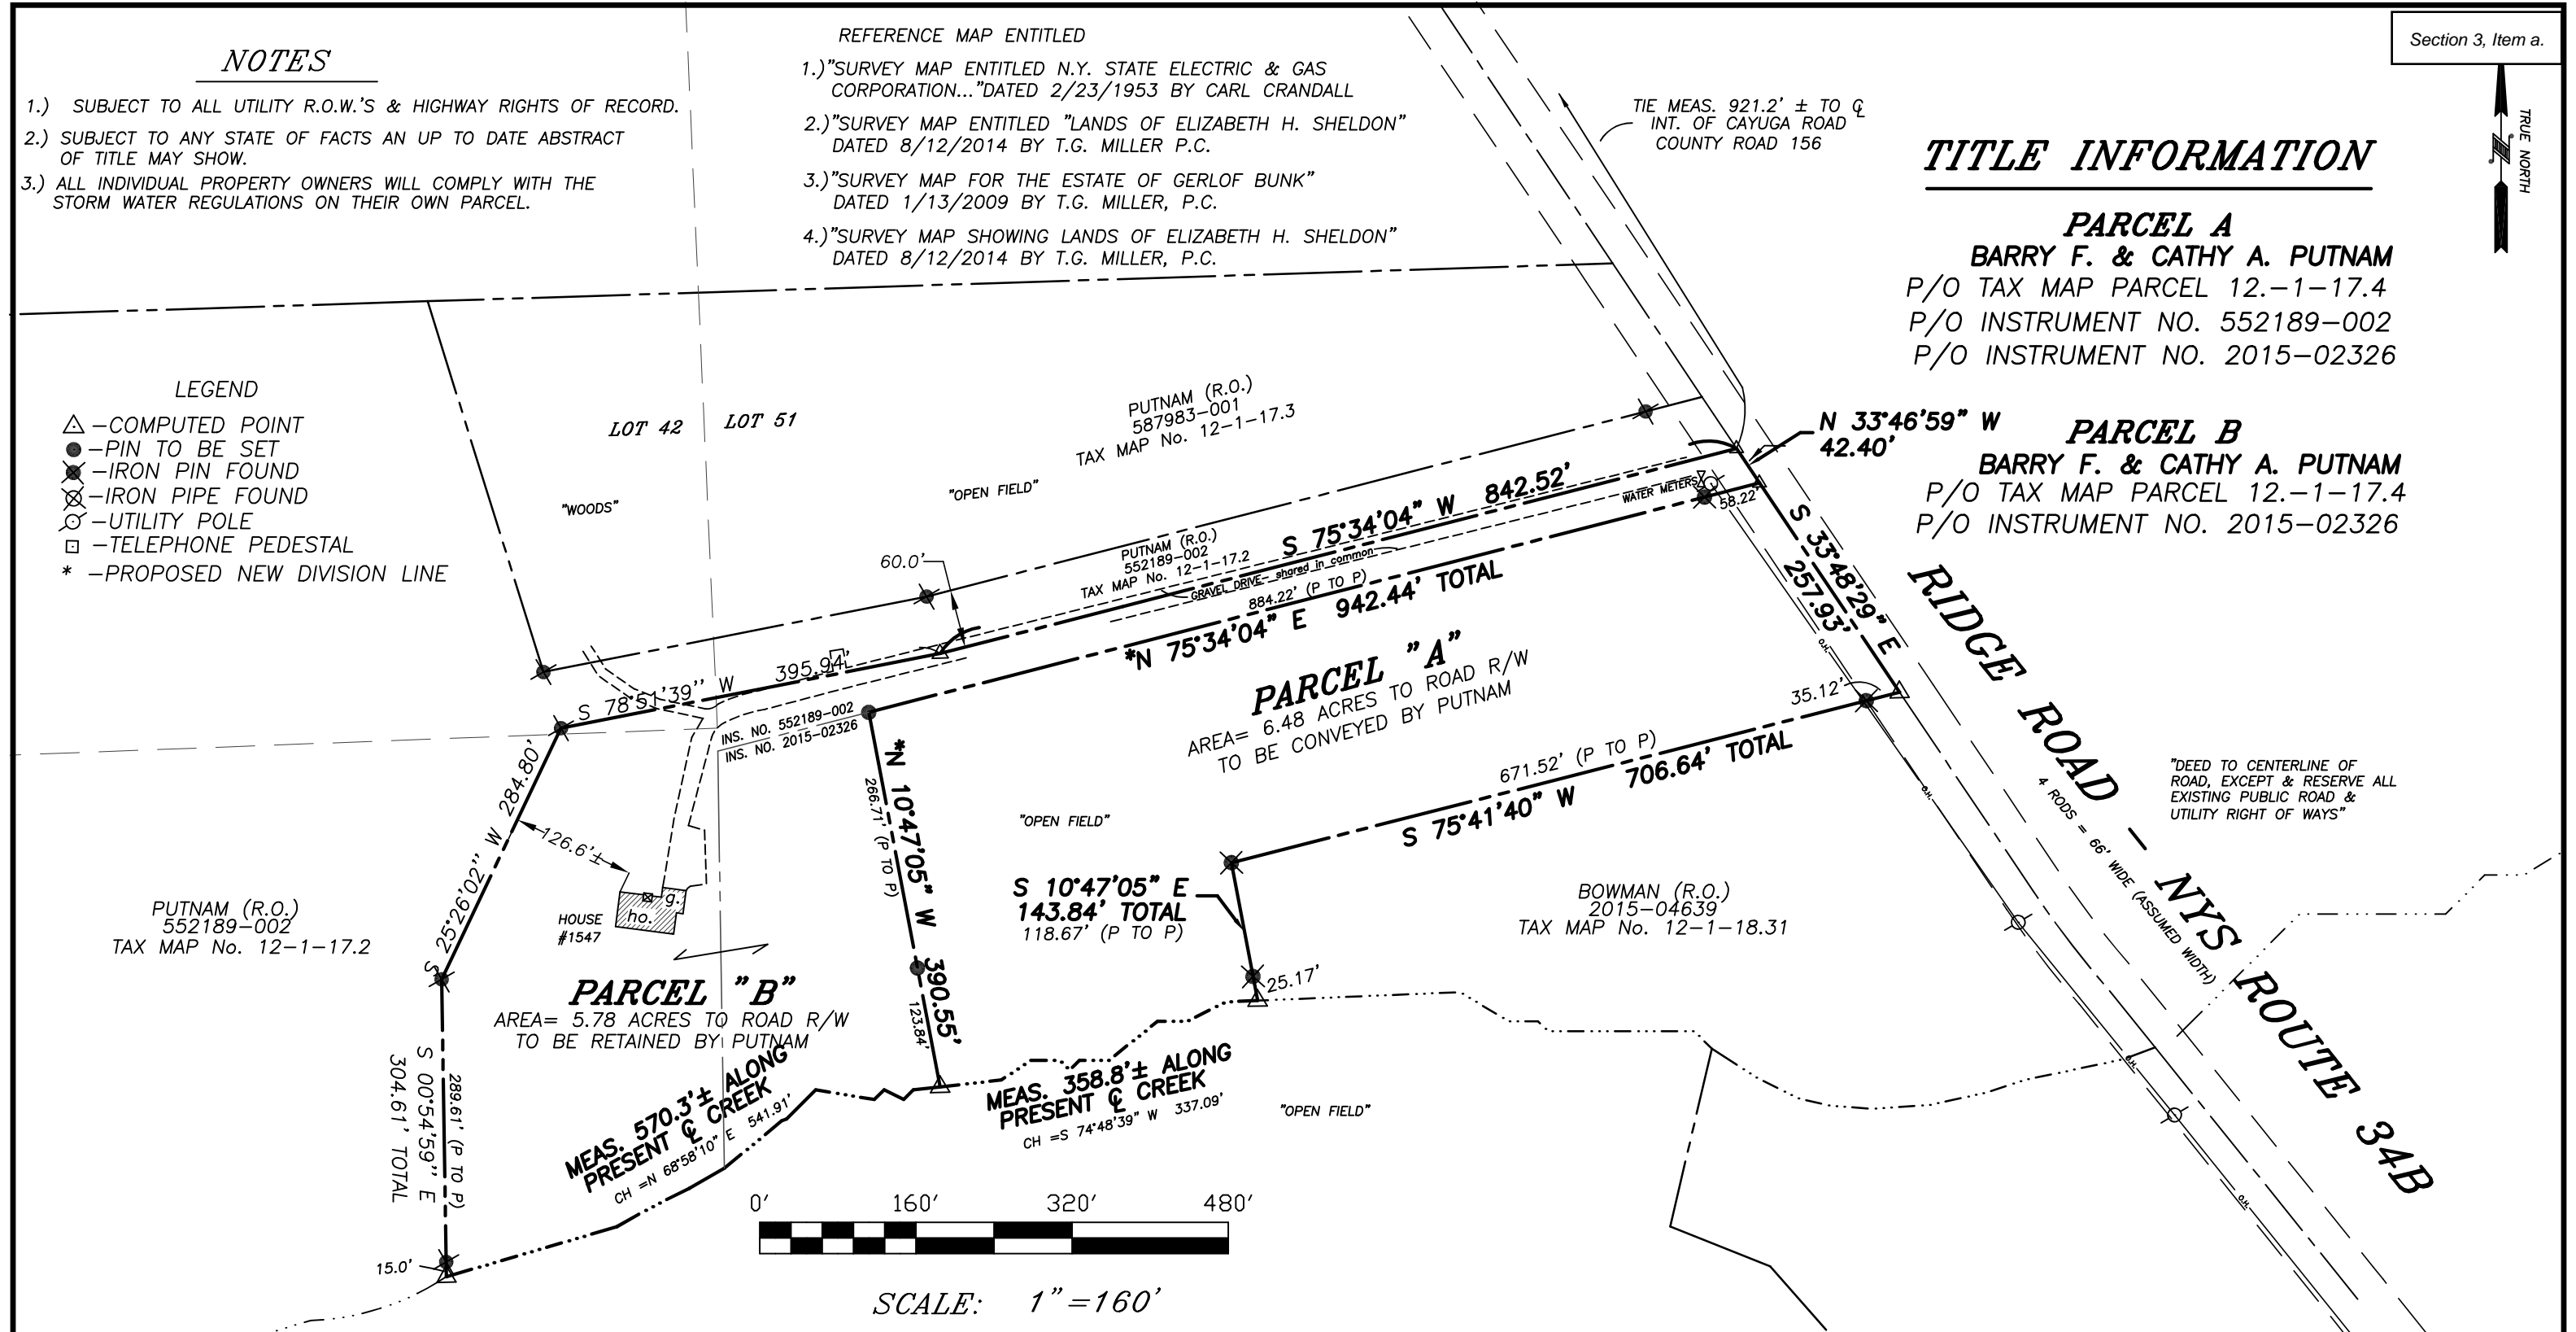 Section 3, Item a.
TRUE NORTH
NOTES
1.) SUBJECT TO ALL UTILITY R.O.W.'S & HIGHWAY RIGHTS OF RECORD.
2.) SUBJECT TO ANY STATE OF FACTS AN UP TO DATE ABSTRACT
OF TITLE MAY SHOW.
3.) ALL INDIVIDUAL PROPERTY OWNERS WILL COMPLY WITH THE
STORM WATER REGULATIONS ON THEIR OWN PARCEL.
REFERENCE MAP ENTITLED
1.)"SURVEY MAP ENTITLED N.Y. STATE ELECTRIC & GAS
CORPORATION..."DATED 2/23/1953 BY CARL CRANDALL
2.)"SURVEY MAP ENTITLED "LANDS OF ELIZABETH H. SHELDON"
DATED 8/12/2014 BY T.G. MILLER P.C.
3.)"SURVEY MAP FOR THE ESTATE OF GERLOF BUNK"
DATED 1/13/2009 BY T.G. MILLER, P.C.
4.)"SURVEY MAP SHOWING LANDS OF ELIZABETH H. SHELDON"
DATED 8/12/2014 BY T.G. MILLER, P.C.
TIE MEAS. 921.2' ± TO ℄
INT. OF CAYUGA ROAD
COUNTY ROAD 156
TITLE INFORMATION
PARCEL A
BARRY F. & CATHY A. PUTNAM
P/O TAX MAP PARCEL 12.-1-17.4
P/O INSTRUMENT NO. 552189-002
P/O INSTRUMENT NO. 2015-02326
PARCEL B
BARRY F. & CATHY A. PUTNAM
P/O TAX MAP PARCEL 12.-1-17.4
P/O INSTRUMENT NO. 2015-02326
LEGEND
-COMPUTED POINT
-PIN TO BE SET
-IRON PIN FOUND
-IRON PIPE FOUND
-UTILITY POLE
-TELEPHONE PEDESTAL
* -PROPOSED NEW DIVISION LINE
LOT 42
LOT 51
"WOODS"
"OPEN FIELD"
PUTNAM (R.O.)
587983-001
TAX MAP No. 12-1-17.3
N 33°46'59" W
42.40'
60.0'
PUTNAM (R.O.)
552189-002
TAX MAP No. 12-1-17.2
S 75°34'04" W 842.52'
WATER METERS
58.22'
GRAVEL DRIVE- shared in common
884.22' (P TO P)
*N 75°34'04" E 942.44' TOTAL
S 33°48'29" E
257.93'
S 78°51'39" W 395.94'
INS. NO. 552189-002
INS. NO. 2015-02326
PARCEL "A"
AREA= 6.48 ACRES TO ROAD R/W
TO BE CONVEYED BY PUTNAM
35.12'
671.52' (P TO P)
S 75°41'40" W 706.64' TOTAL
RIDGE ROAD - NYS ROUTE 34B
4 RODS = 66' WIDE (ASSUMED WIDTH)
"DEED TO CENTERLINE OF
ROAD, EXCEPT & RESERVE ALL
EXISTING PUBLIC ROAD &
UTILITY RIGHT OF WAYS"
O.H.
O.H.
O.H.
O.H.
S 25°26'02" W 284.80'
126.6'±
*N 10°47'05" W 390.55'
266.71' (P TO P)
123.84'
"OPEN FIELD"
S 10°47'05" E
143.84' TOTAL
118.67' (P TO P)
25.17'
BOWMAN (R.O.)
2015-04639
TAX MAP No. 12-1-18.31
PUTNAM (R.O.)
552189-002
TAX MAP No. 12-1-17.2
HOUSE
#1547
ho.
g.
PARCEL "B"
AREA= 5.78 ACRES TO ROAD R/W
TO BE RETAINED BY PUTNAM
S 00°54'59" E
304.61' TOTAL
289.61' (P TO P)
15.0'
MEAS. 570.3'± ALONG
PRESENT ℄ CREEK
CH =N 68°58'10" E 541.91'
MEAS. 358.8'± ALONG
PRESENT ℄ CREEK
CH =S 74°48'39" W 337.09'
"OPEN FIELD"
0' 160' 320' 480'
SCALE: 1"=160'